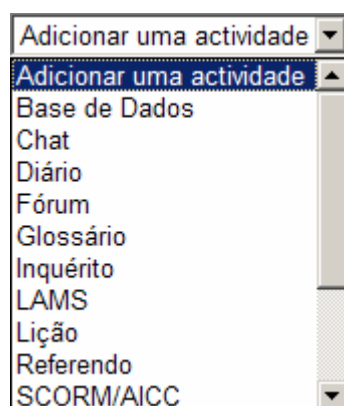 Adicionar uma actividade
Adicionar uma actividade
Base de Dados
Chat
Diário
Fórum
Glossário
Inquérito
LAMS
Lição
Referendo
SCORM/AICC